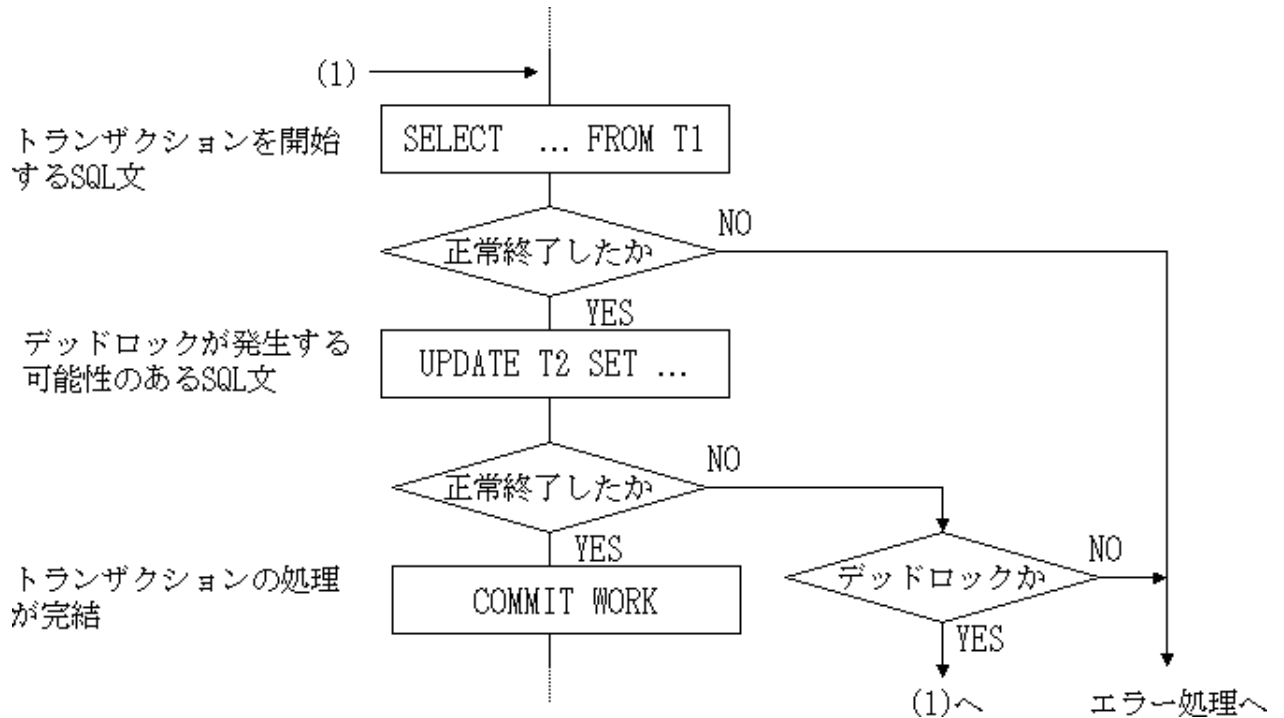 (1)
トランザクションを開始
するSQL文
SELECT ... FROM T1
正常終了したか
NO
YES
デッドロックが発生する
可能性のあるSQL文
UPDATE T2 SET ...
正常終了したか
NO
YES
デッドロックか
NO
YES
トランザクションの処理
が完結
COMMIT WORK
(1)へ
エラー処理へ